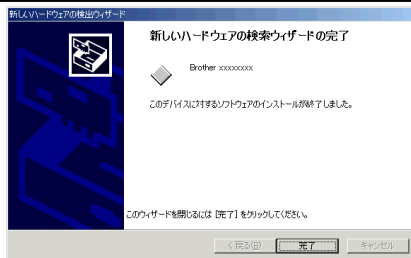 新しいハードウェアの検出ウィザード
新しいハードウェアの検索ウィザードの完了
Brother xxxxxxxx
このデバイスに対するソフトウェアのインストールが終了しました。
このウィザードを閉じるには [完了] をクリックしてください。
< 戻る(B)
完了
キャンセル